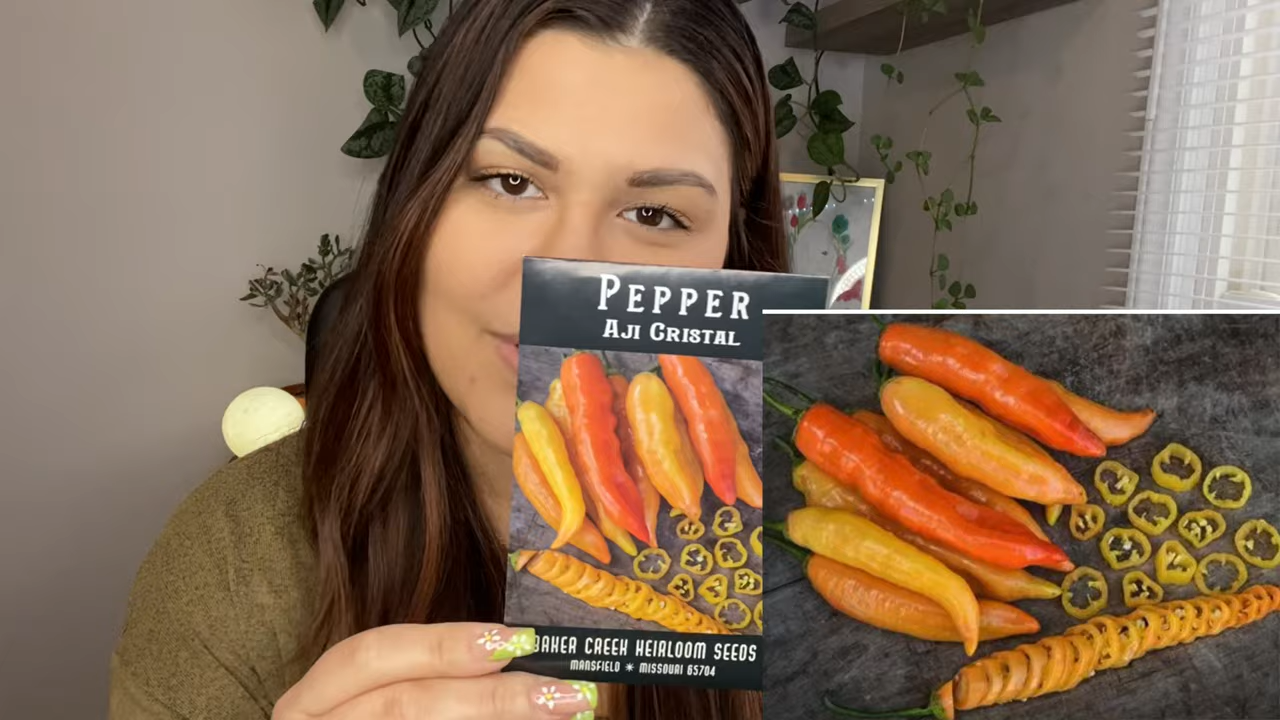 PEPPER
AJI CRISTAL
BAKER CREEK HEIRLOOM SEEDS
MANSFIELD ✴ MISSOURI 65704